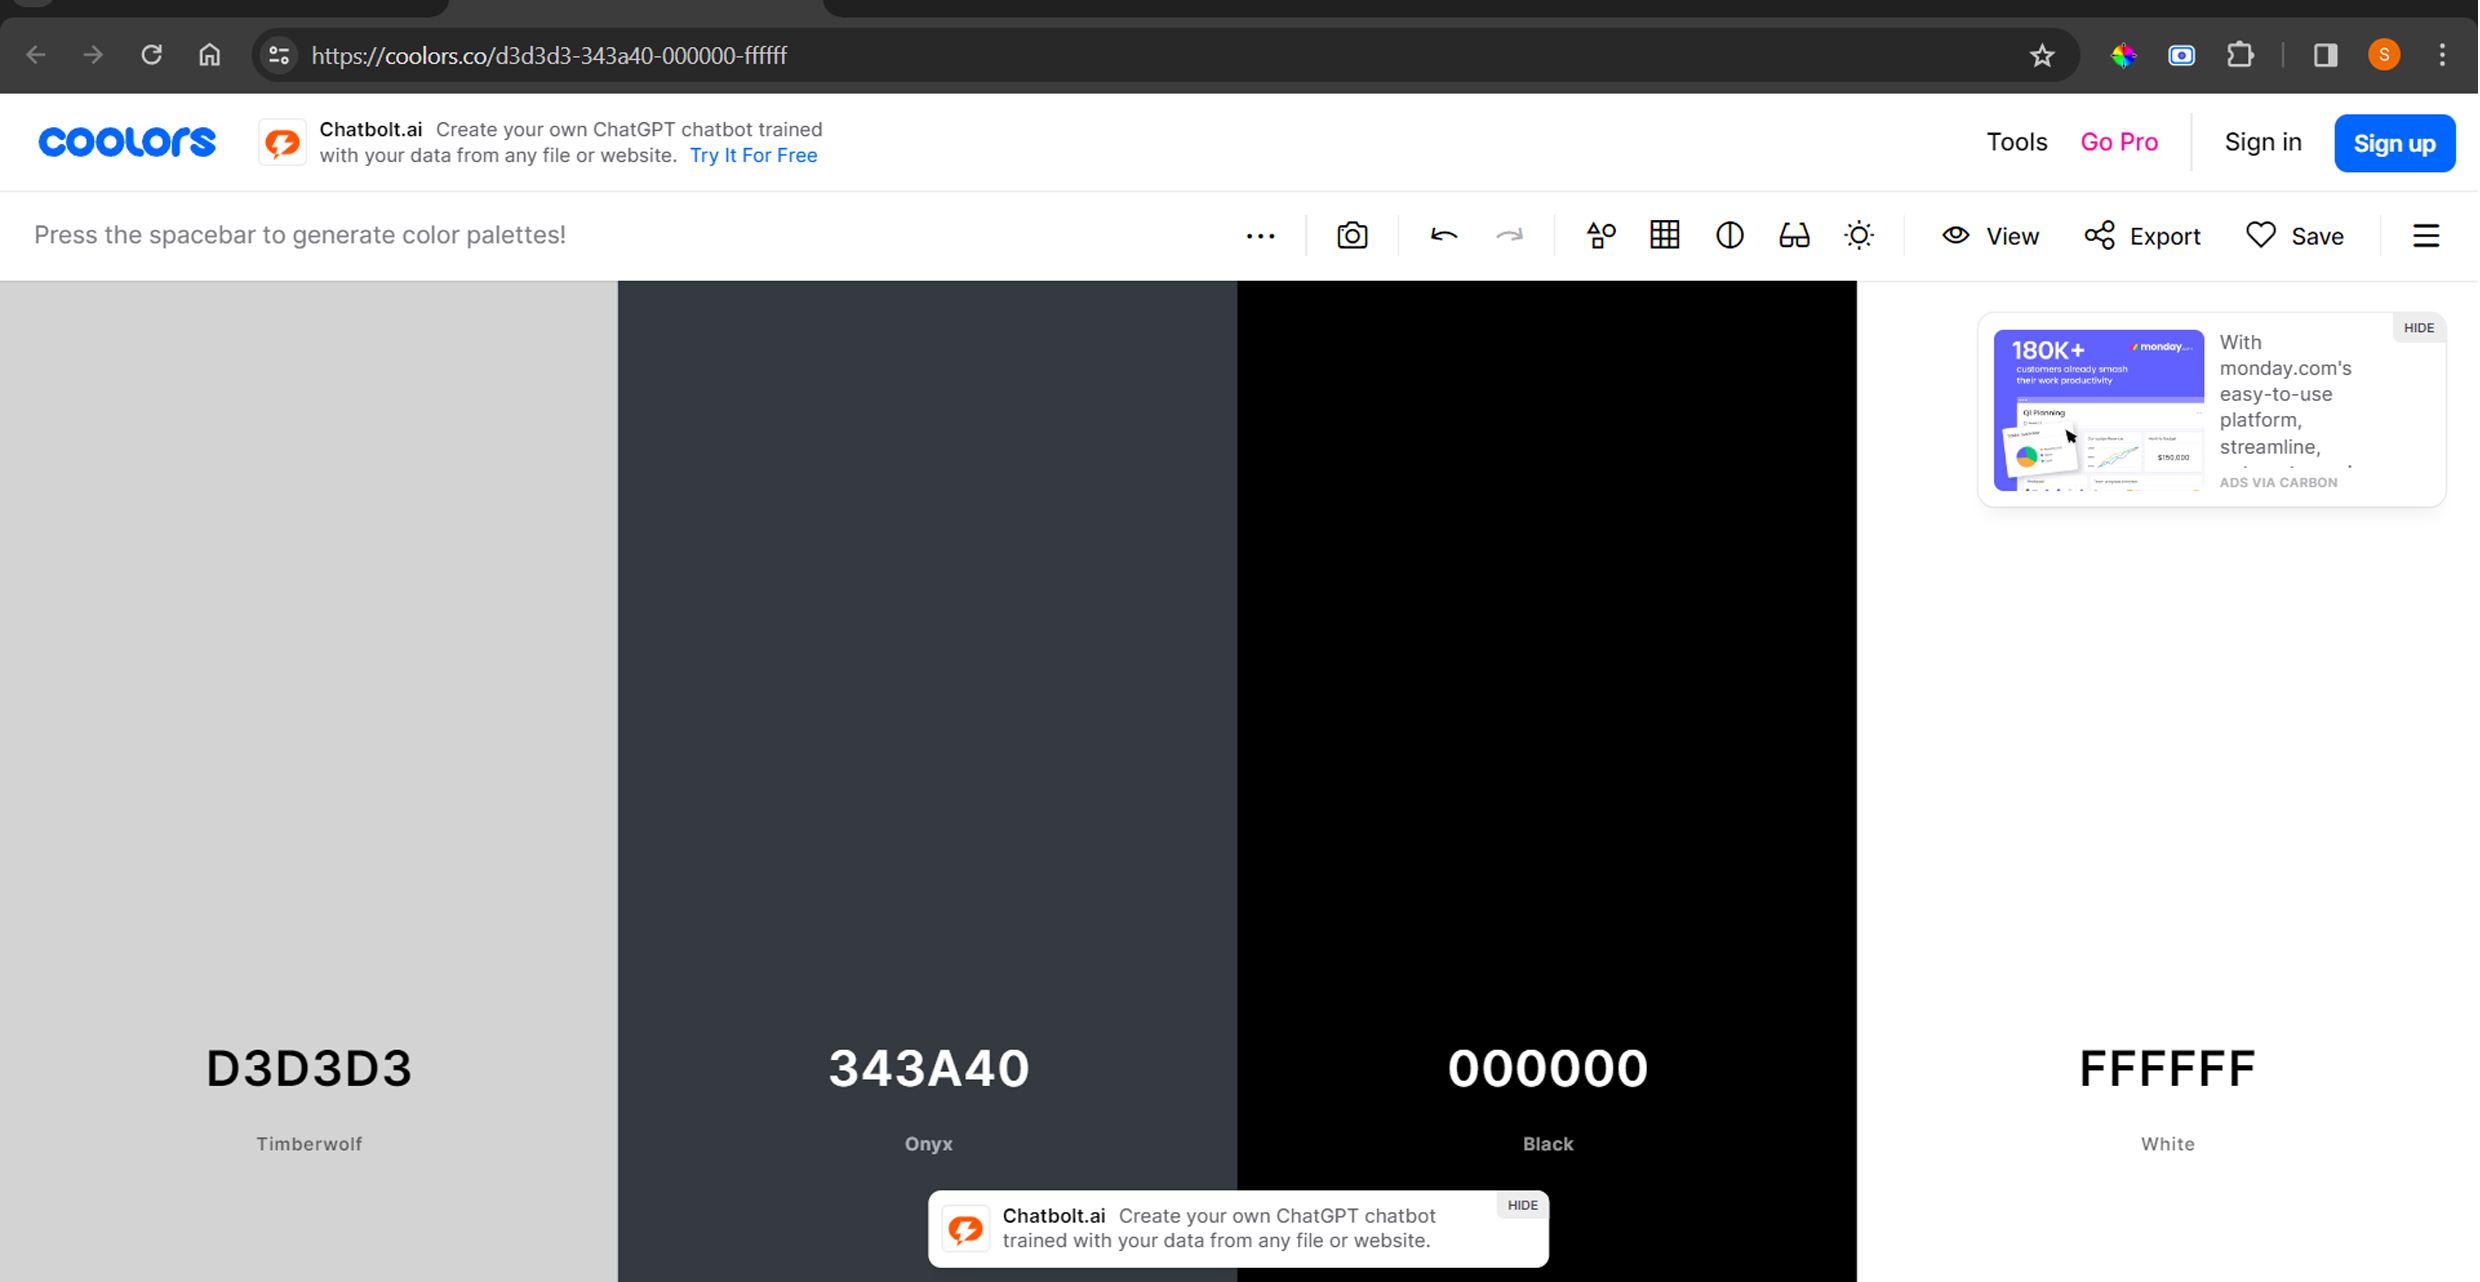 https://coolors.co/d3d3d3-343a40-000000-ffffff
S
coolors
Chatbolt.ai Create your own ChatGPT chatbot trained
with your data from any file or website. Try It For Free
Tools
Go Pro
Sign in
Sign up
Press the spacebar to generate color palettes!
View
Export
Save
HIDE
180K+
monday.com
customers already smash
their work productivity
Q1 Planning
$150,000
With
monday.com's
easy-to-use
platform,
streamline,
ADS VIA CARBON
D3D3D3
Timberwolf
343A40
Onyx
000000
Black
FFFFFF
White
HIDE
Chatbolt.ai Create your own ChatGPT chatbot
trained with your data from any file or website.